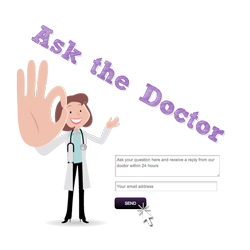 Ask the Doctor
Ask your question here and receive a reply from our
doctor within 24 hours
Your email address
SEND